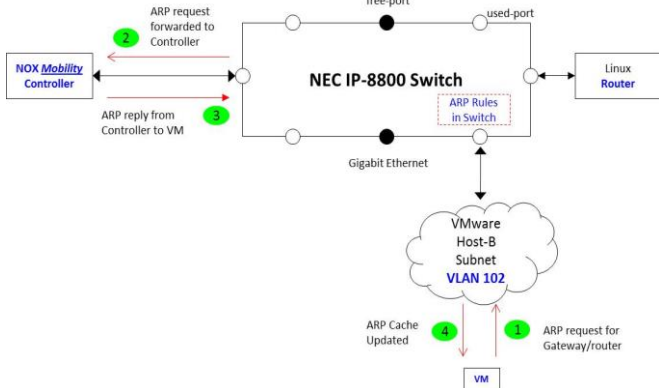 free-port
used-port
ARP request
forwarded to
Controller
2
NOX Mobility
Controller
NEC IP-8800 Switch
Linux
Router
ARP Rules
in Switch
ARP reply from
Controller to VM
3
Gigabit Ethernet
VMware
Host-B
Subnet
VLAN 102
ARP Cache
Updated
4
1
ARP request for
Gateway/router
VM